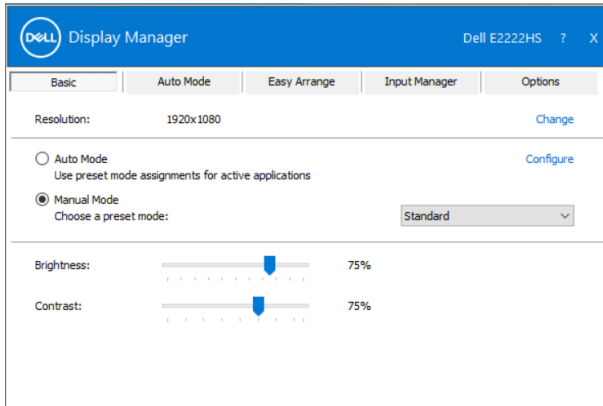 DELL Display Manager Dell E2222HS ? X
Basic Auto Mode Easy Arrange Input Manager Options
Resolution: 1920x1080 Change
Auto Mode Configure
Use preset mode assignments for active applications
Manual Mode
Choose a preset mode: Standard
Brightness: 75%
Contrast: 75%